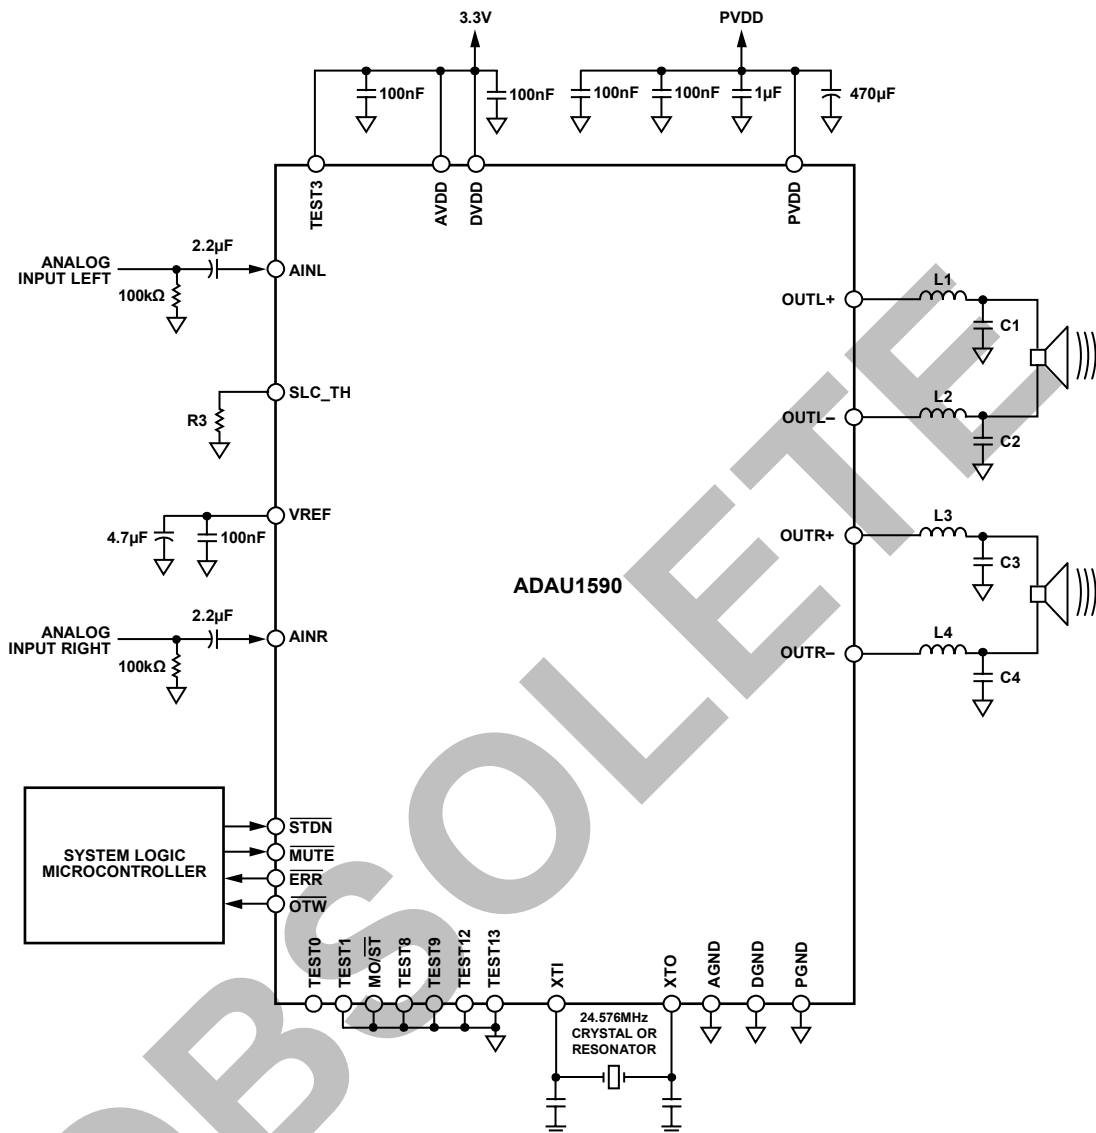 3.3V
PVDD
100nF
100nF
100nF
100nF
1µF
470µF
TEST3
AVDD
DVDD
PVDD
ANALOG
INPUT LEFT
2.2µF
100kΩ
AINL
SLC_TH
R3
VREF
4.7µF
100nF
ANALOG
INPUT RIGHT
2.2µF
100kΩ
AINR
ADAU1590
OUTL+
L1
C1
OUTL–
L2
C2
OUTR+
L3
C3
OUTR–
L4
C4
SYSTEM LOGIC
MICROCONTROLLER
STDN
MUTE
ERR
OTW
TEST0
TEST1
MO/ST
TEST8
TEST9
TEST12
TEST13
XTI
XTO
AGND
DGND
PGND
24.576MHz
CRYSTAL OR
RESONATOR
OBSOLETE